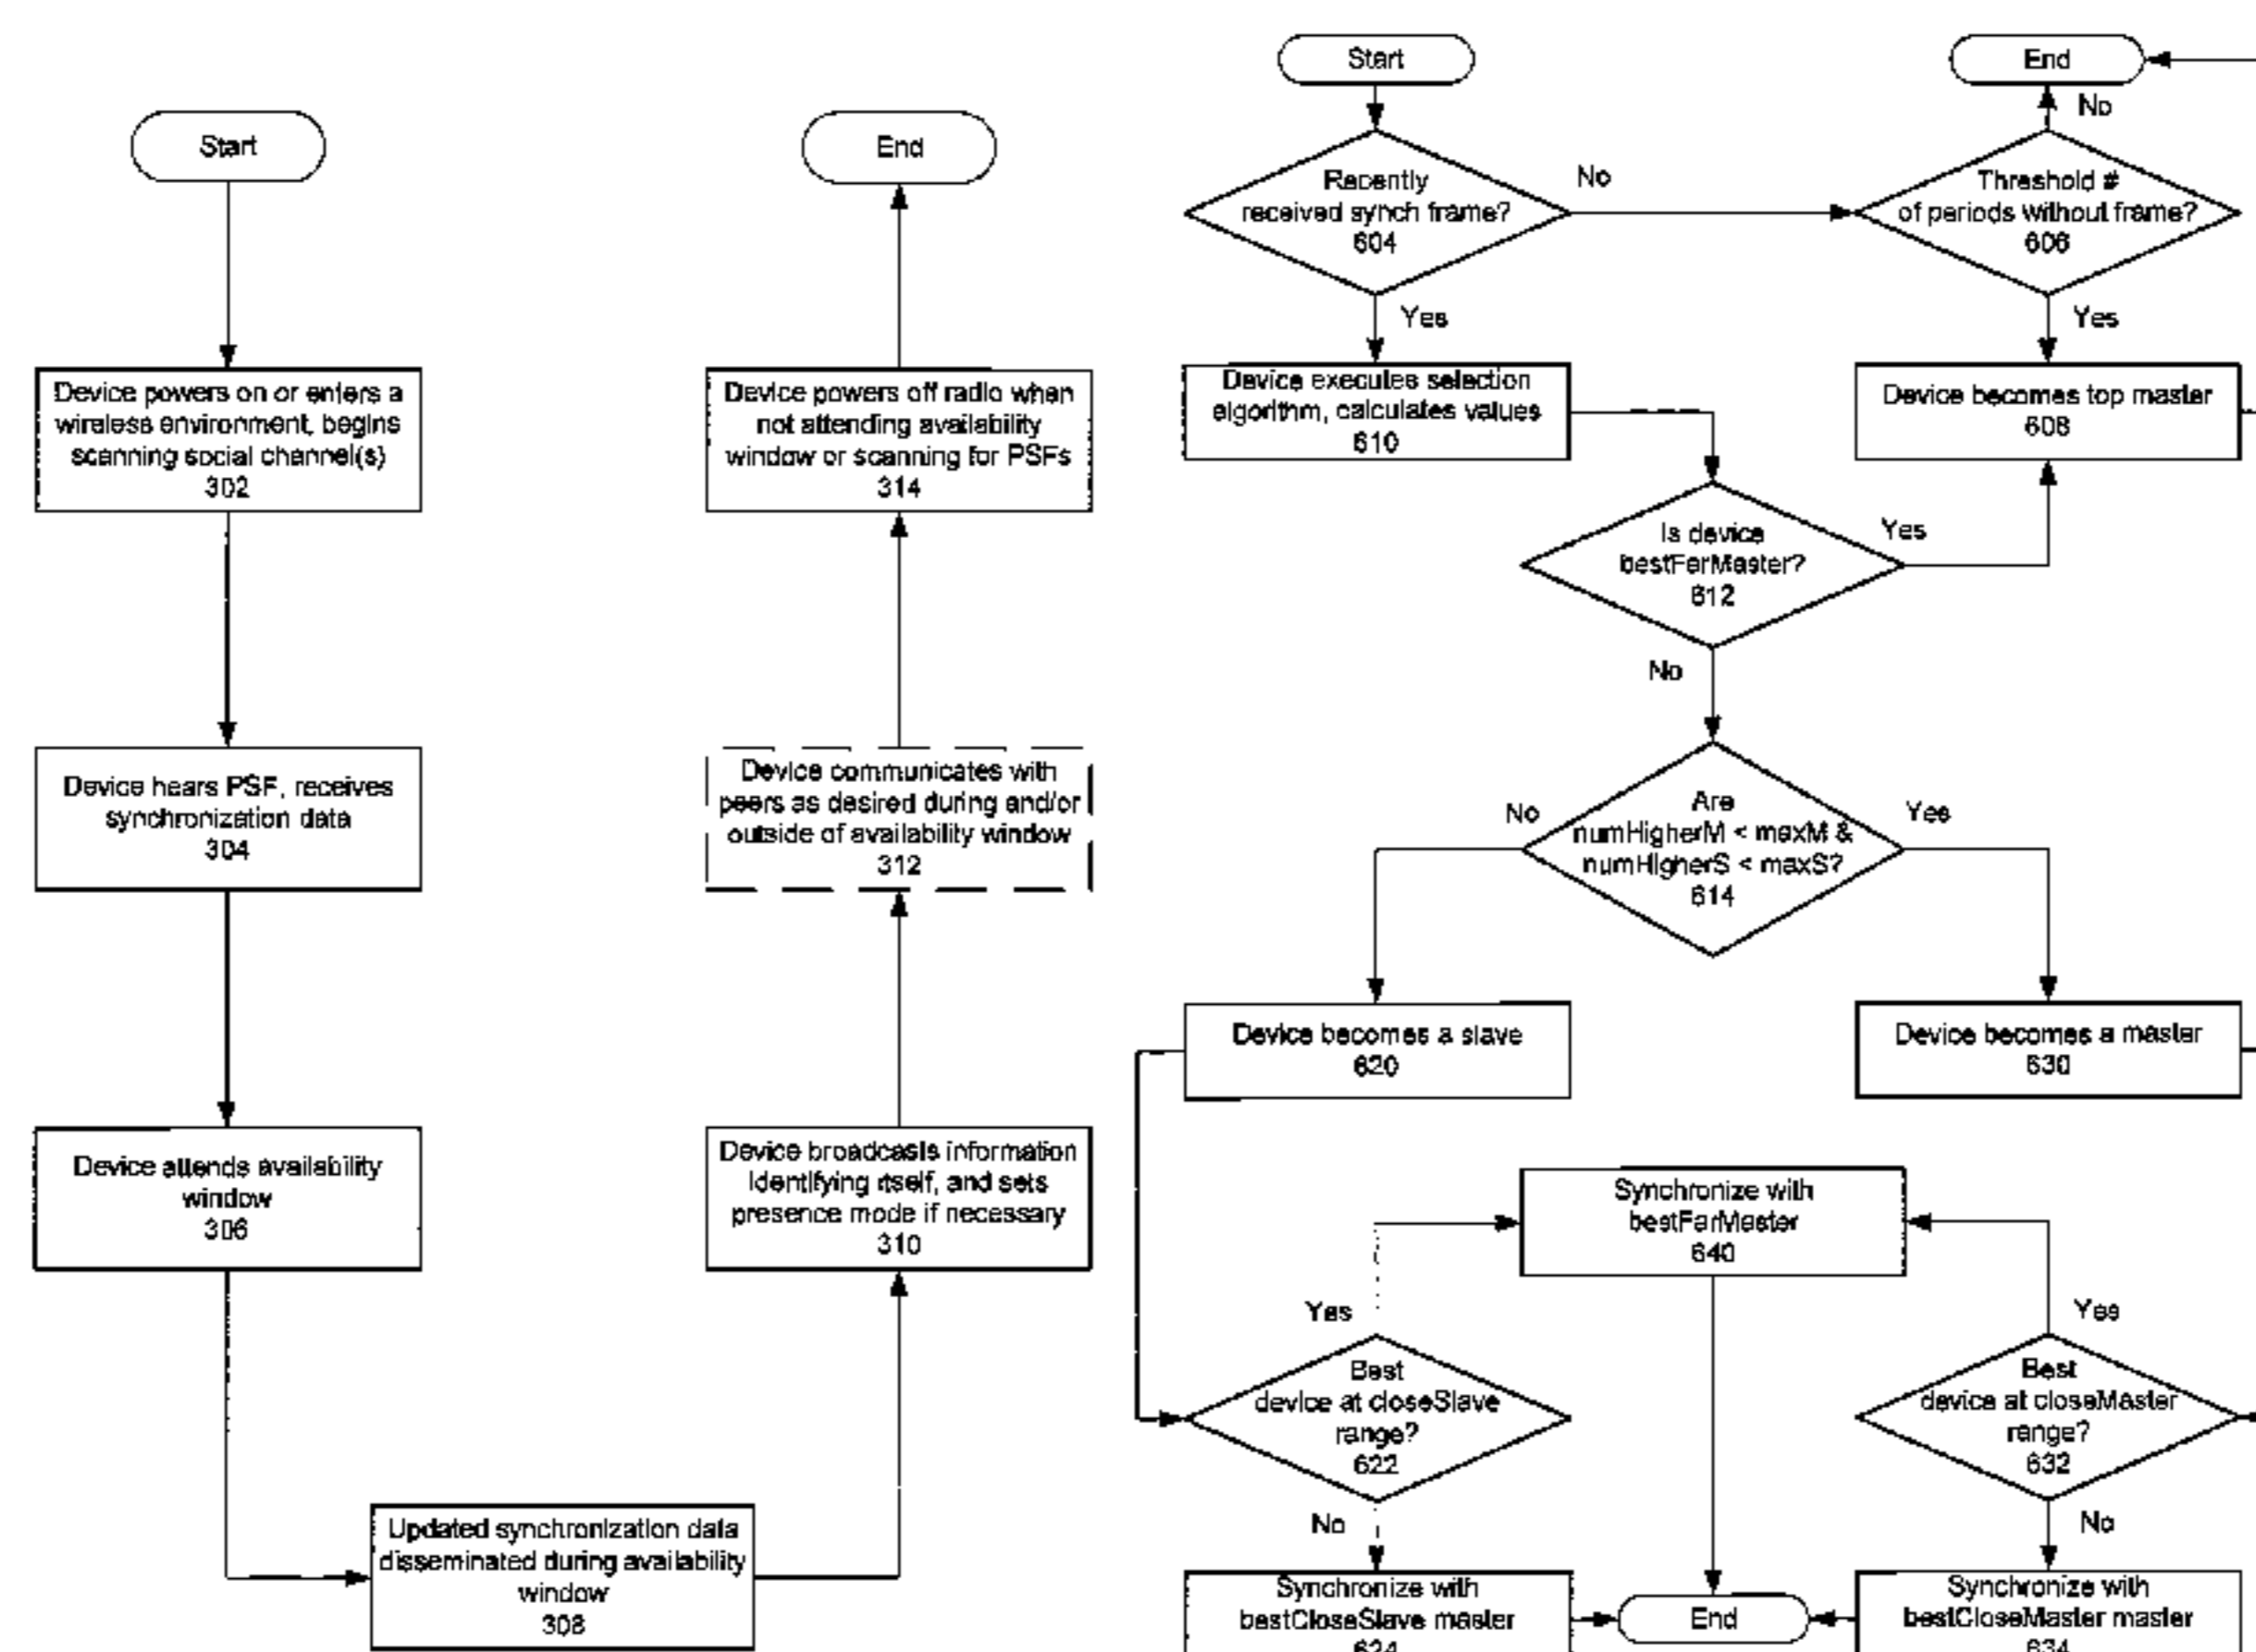 Start
Device powers on or enters a
wireless environment, begins
scanning social channel(s)
302
Device hears PSF, receives
synchronization data
304
Device attends availability
window
306
Updated synchronization data
disseminated during availability
window
308
Device broadcasts information
identifying itself, and sets
presence mode if necessary
310
Device communicates with
peers as desired during and/or
outside of availability window
312
Device powers off radio when
not attending availability
window or scanning for PSFs
314
End
Start
Recently
received synch frame?
604
No
Yes
Threshold #
of periods without frame?
606
No
End
Yes
Device becomes top master
608
Device executes selection
algorithm, calculates values
610
Is device
bestFarMaster?
612
Yes
No
Are
numHigherM < maxM &
numHigherS < maxS?
614
No
Yes
Device becomes a slave
620
Device becomes a master
630
Synchronize with
bestFarMaster
640
Yes
Best
device at closeSlave
range?
622
No
Yes
Best
device at closeMaster
range?
632
No
Synchronize with
bestCloseSlave master
624
End
Synchronize with
bestCloseMaster master
634